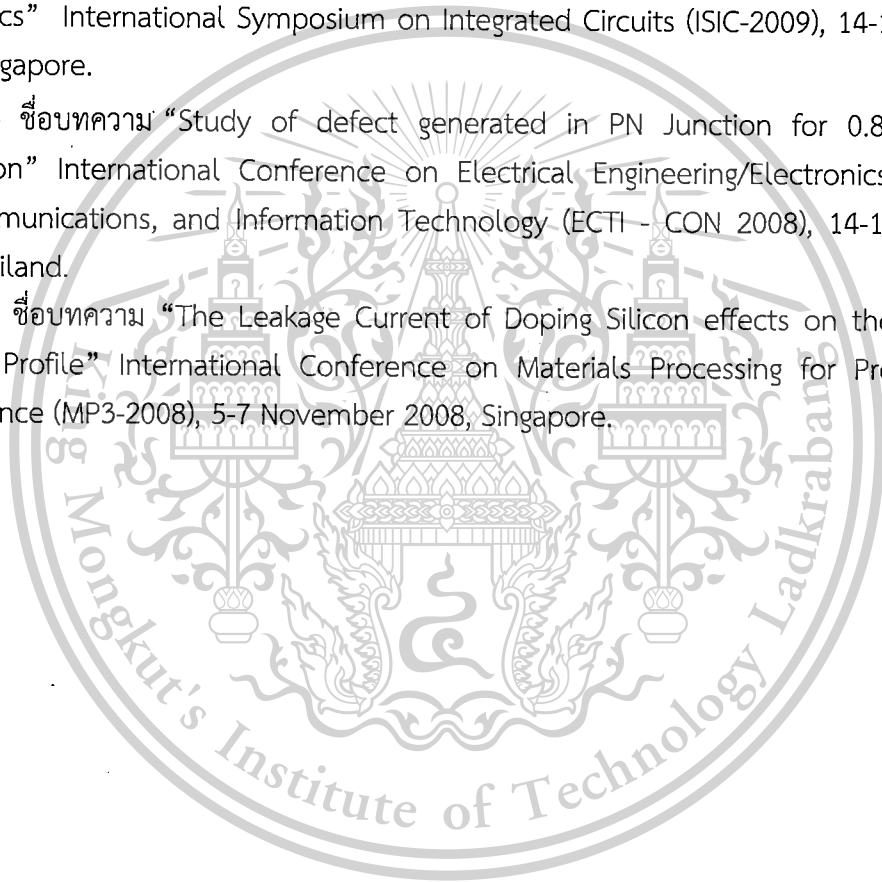 cs” International Symposium on Integrated Circuits (ISIC-2009), 14-
gapore.
ชื่อบทความ “Study of defect generated in PN Junction for 0.8
on” International Conference on Electrical Engineering/Electronics
munications, and Information Technology (ECTI - CON 2008), 14-1
iland.
ชื่อบทความ “The Leakage Current of Doping Silicon effects on the
Profile” International Conference on Materials Processing for Pr
nce (MP3-2008), 5-7 November 2008, Singapore.
King Mongkut's Institute of Technology Ladkrabang